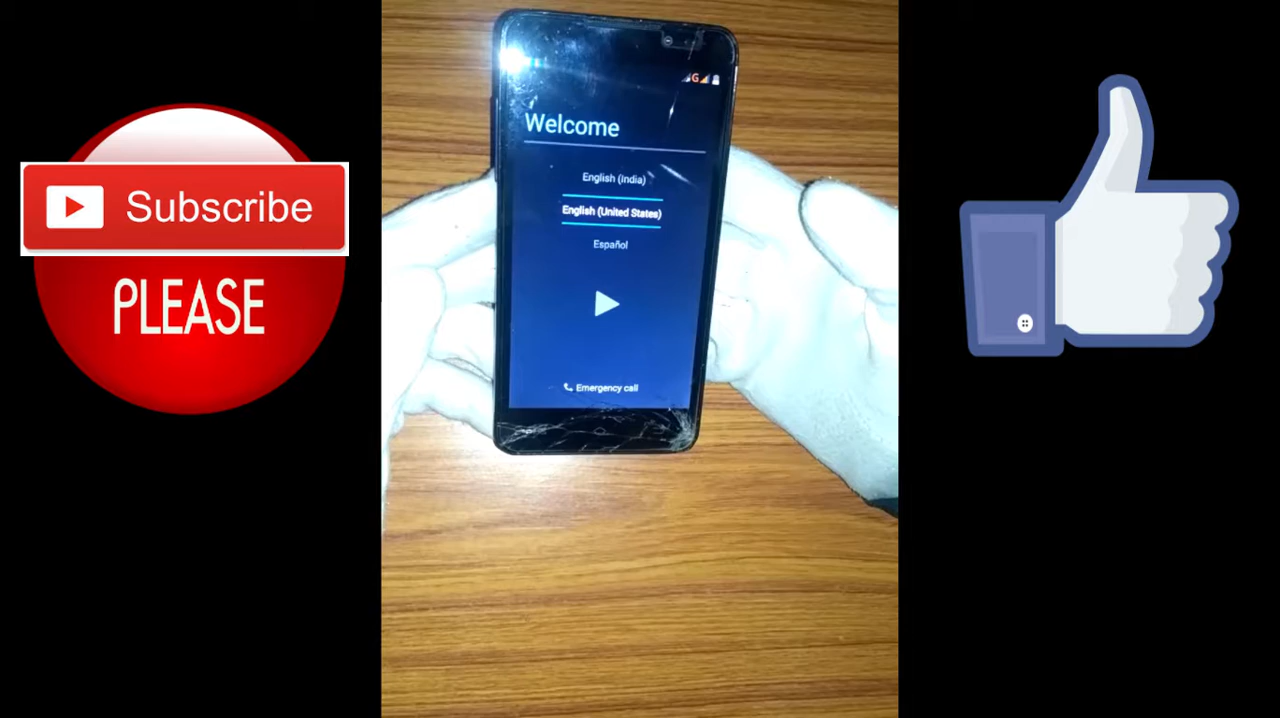 Subscribe
PLEASE
G
Welcome
English (India)
English (United States)
Español
Emergency call